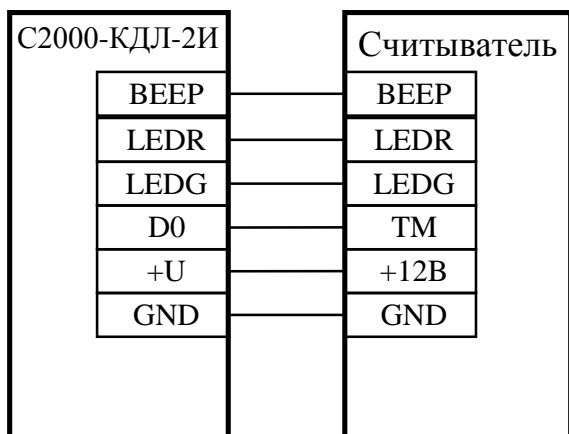 С2000-КДЛ-2И
Считыватель
BEEP BEEP
LEDR LEDR
LEDG LEDG
D0 TM
+U +12В
GND GND